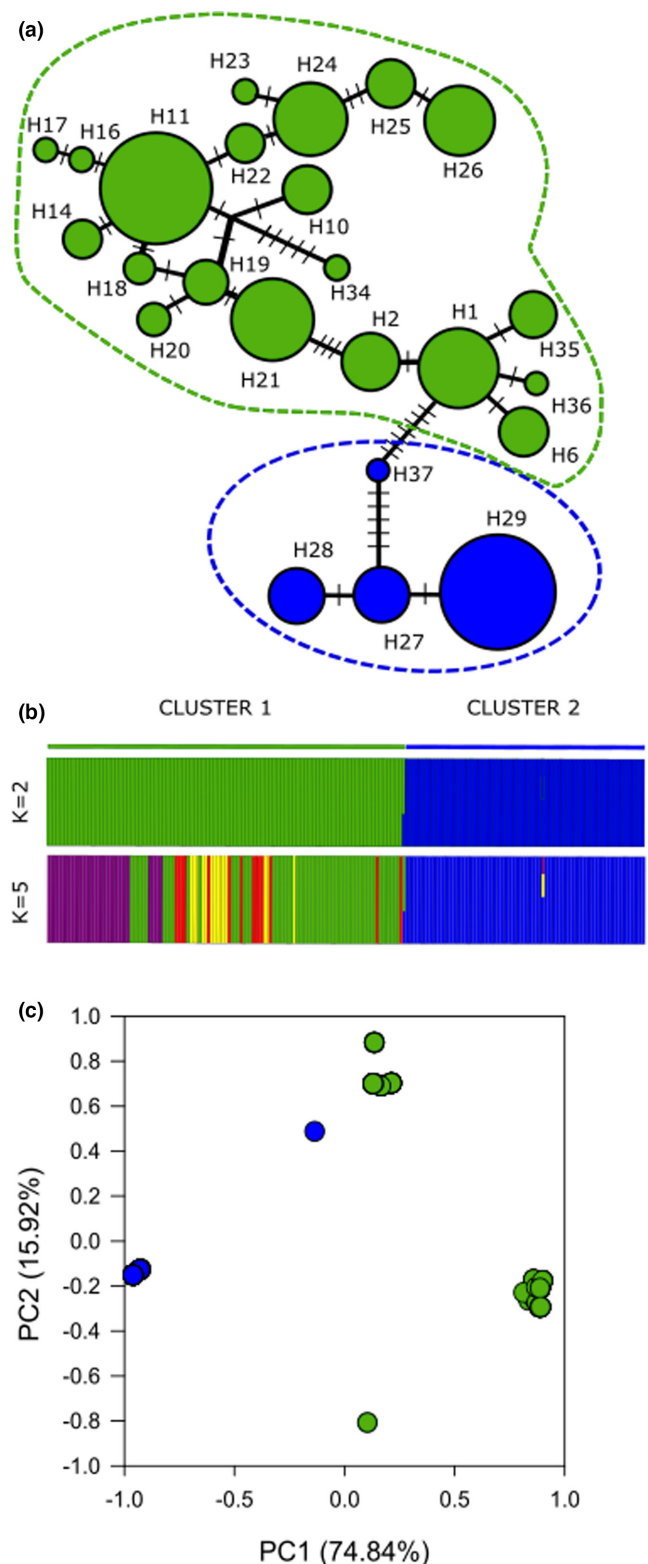 (a)
H23
H24
H17
H16
H11
H25
H26
H22
H14
H10
H19
H34
H18
H20
H21
H2
H1
H35
H36
H6
H37
H29
H28
H27
(b)
CLUSTER 1
CLUSTER 2
K=2
K=5
(c)
1.0
0.8
0.6
0.4
0.2
0.0
-0.2
-0.4
-0.6
-0.8
-1.0
PC2 (15.92%)
-1.0
-0.5
0.0
0.5
1.0
PC1 (74.84%)